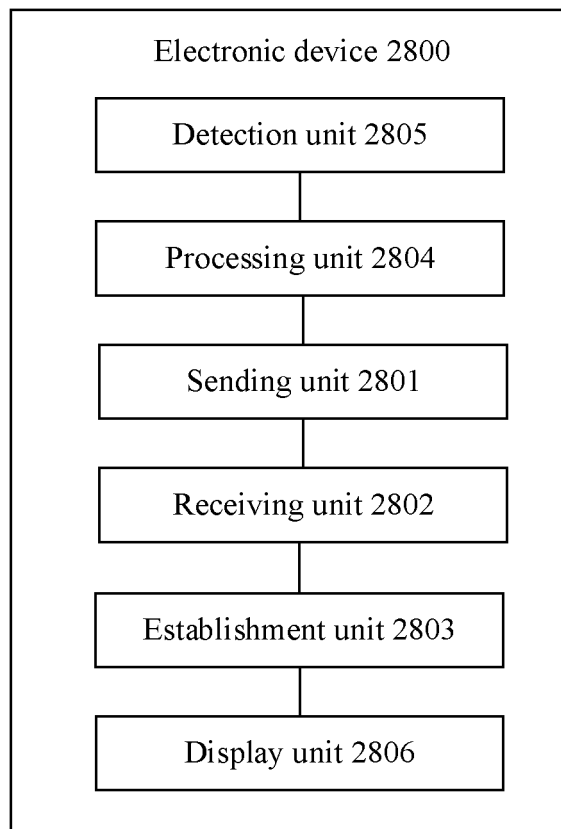 Electronic device 2800
Detection unit 2805
Processing unit 2804
Sending unit 2801
Receiving unit 2802
Establishment unit 2803
Display unit 2806